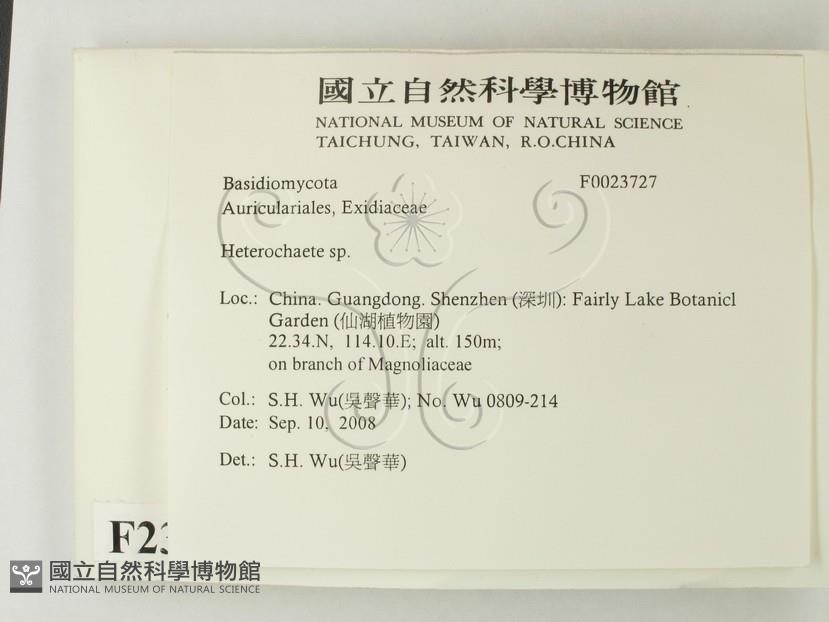 國立自然科學博物館
NATIONAL MUSEUM OF NATURAL SCIENCE
TAICHUNG, TAIWAN, R.O.CHINA
Basidiomycota F0023727
Auriculariales, Exidiaceae
Heterochaete sp.
Loc.: China. Guangdong. Shenzhen (深圳): Fairly Lake Botanicl
Garden (仙湖植物園)
22.34.N, 114.10.E; alt. 150m;
on branch of Magnoliaceae
Col.: S.H. Wu(吳聲華); No. Wu 0809-214
Date: Sep. 10, 2008
Det.: S.H. Wu(吳聲華)
國立自然科學博物館
NATIONAL MUSEUM OF NATURAL SCIENCE